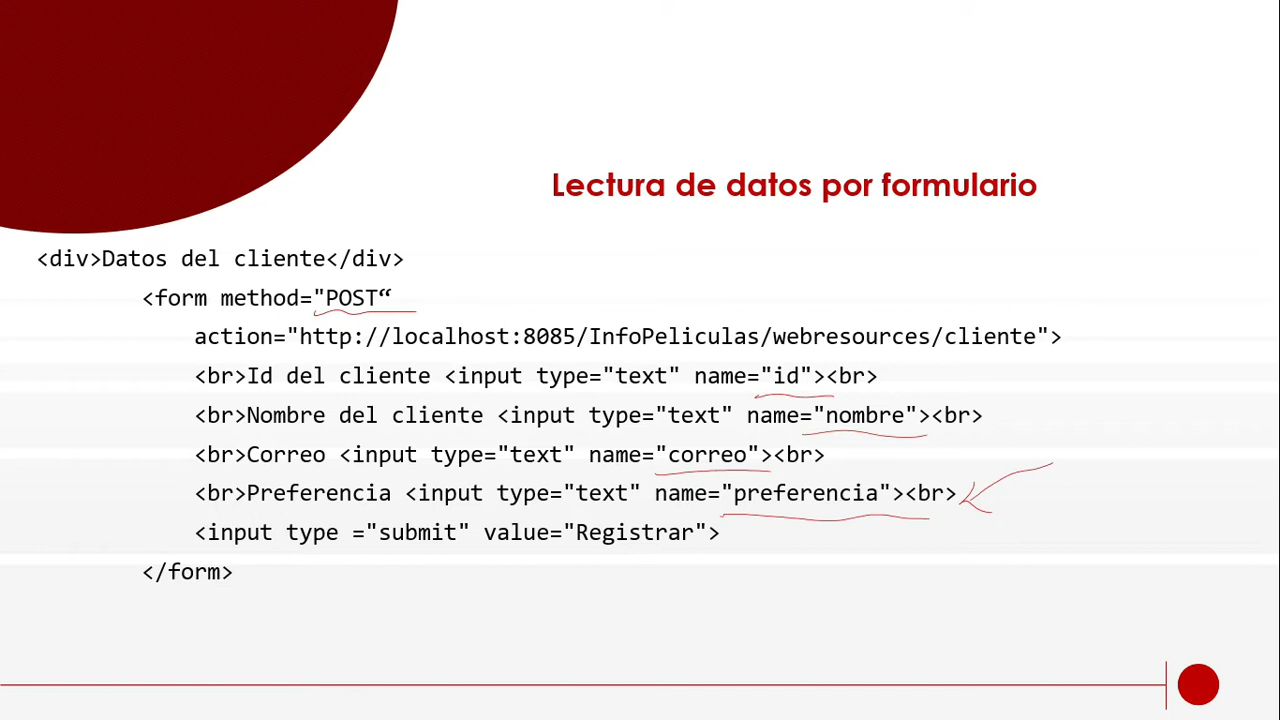 Lectura de datos por formulario
<div>Datos del cliente</div>
<form method="POST“
action="http://localhost:8085/InfoPeliculas/webresources/cliente">
<br>Id del cliente <input type="text" name="id"><br>
<br>Nombre del cliente <input type="text" name="nombre"><br>
<br>Correo <input type="text" name="correo"><br>
<br>Preferencia <input type="text" name="preferencia"><br>
<input type ="submit" value="Registrar">
</form>